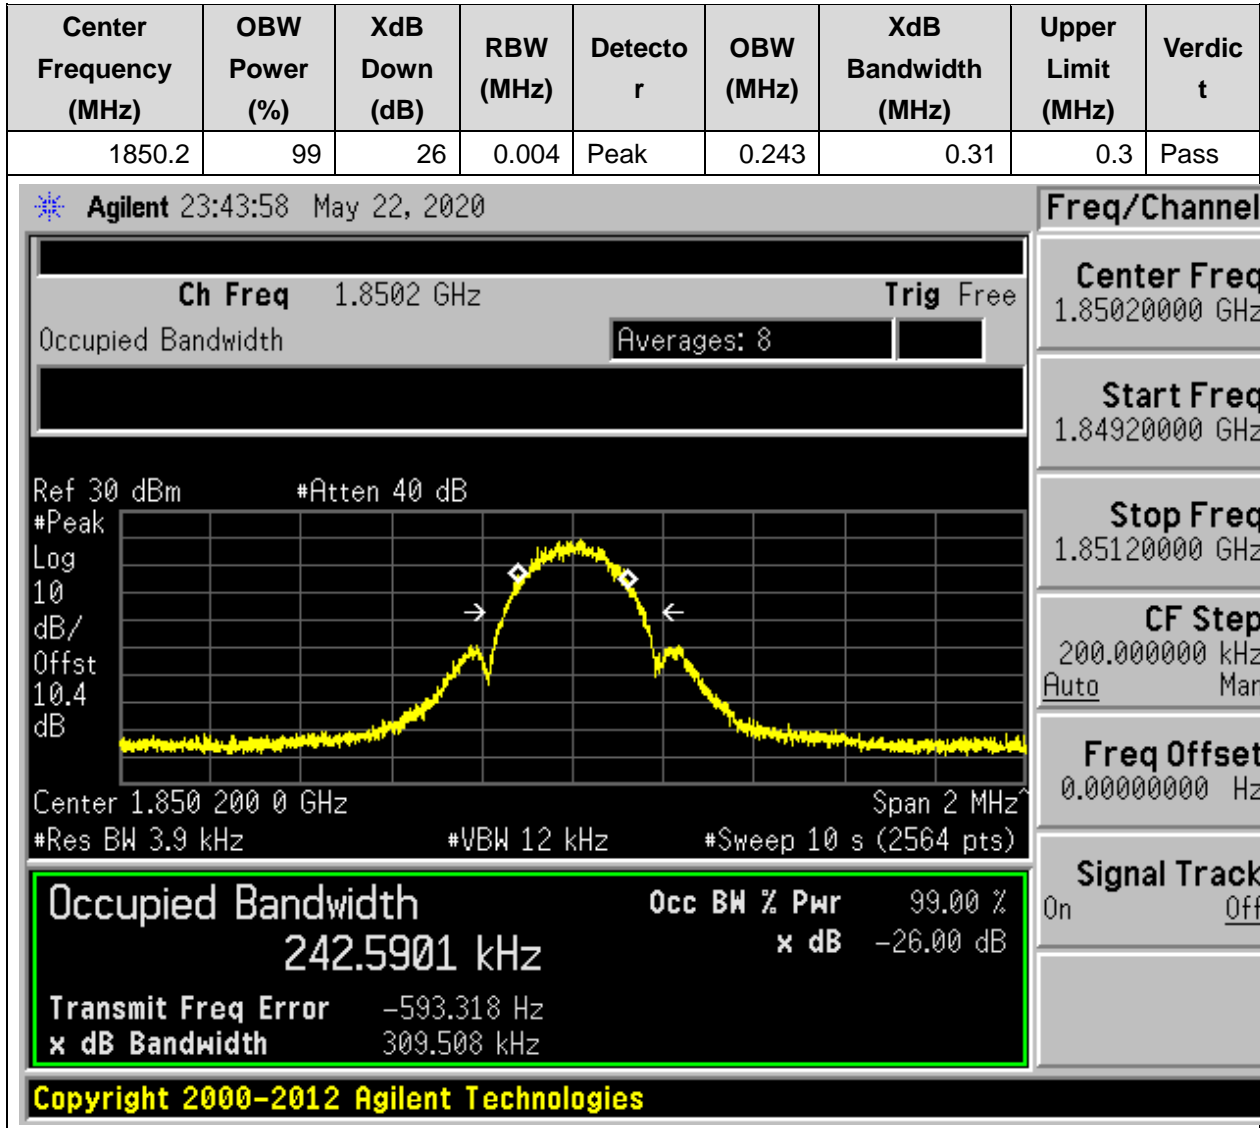 Center Frequency (MHz) OBW Power (%) XdB Down (dB) RBW (MHz) Detecto r OBW (MHz) XdB Bandwidth (MHz) Upper Limit (MHz) Verdic t
1850.2 99 26 0.004 Peak 0.243 0.31 0.3 Pass
Agilent 23:43:58 May 22, 2020
Freq/Channel
Ch Freq 1.8502 GHz Trig Free
Occupied Bandwidth Averages: 8
Center Freq
1.85020000 GHz
Start Freq
1.84920000 GHz
Stop Freq
1.85120000 GHz
CF Step
200.000000 kHz
Auto Man
Freq Offset
0.00000000 Hz
Signal Track
On Off
Ref 30 dBm #Atten 40 dB
#Peak
Log
10
dB/
Offst
10.4
dB
Center 1.850 200 0 GHz Span 2 MHz^
#Res BW 3.9 kHz #VBW 12 kHz #Sweep 10 s (2564 pts)
Occupied Bandwidth
242.5901 kHz
Occ BW % Pwr 99.00 %
x dB -26.00 dB
Transmit Freq Error -593.318 Hz
x dB Bandwidth 309.508 kHz
Copyright 2000-2012 Agilent Technologies